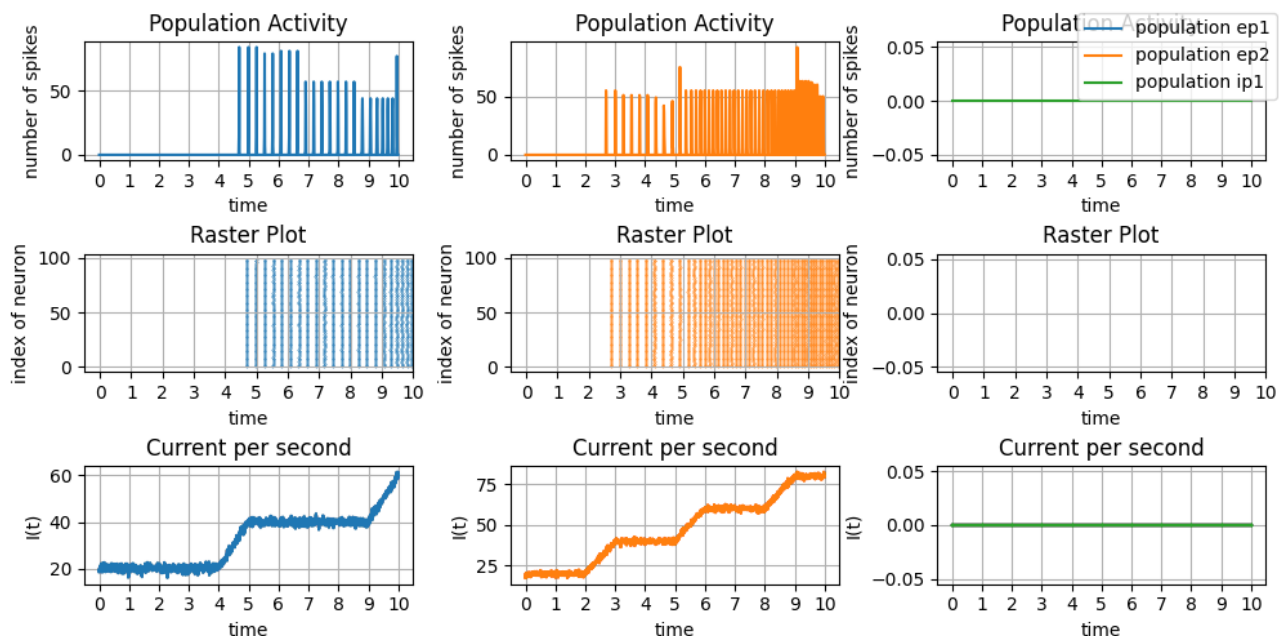 Population Activity
number of spikes
50
0
0 1 2 3 4 5 6 7 8 9 10
time
Population Activity
number of spikes
50
0
0 1 2 3 4 5 6 7 8 9 10
time
Population Activity
population ep1
population ep2
population ip1
number of spikes
0.05
0.00
−0.05
0 1 2 3 4 5 6 7 8 9 10
time
Raster Plot
index of neuron
100
50
0
0 1 2 3 4 5 6 7 8 9 10
time
Raster Plot
index of neuron
100
50
0
0 1 2 3 4 5 6 7 8 9 10
time
Raster Plot
index of neuron
0.05
0.00
−0.05
0 1 2 3 4 5 6 7 8 9 10
time
Current per second
I(t)
60
40
20
0 1 2 3 4 5 6 7 8 9 10
time
Current per second
I(t)
75
50
25
0 1 2 3 4 5 6 7 8 9 10
time
Current per second
I(t)
0.05
0.00
−0.05
0 1 2 3 4 5 6 7 8 9 10
time